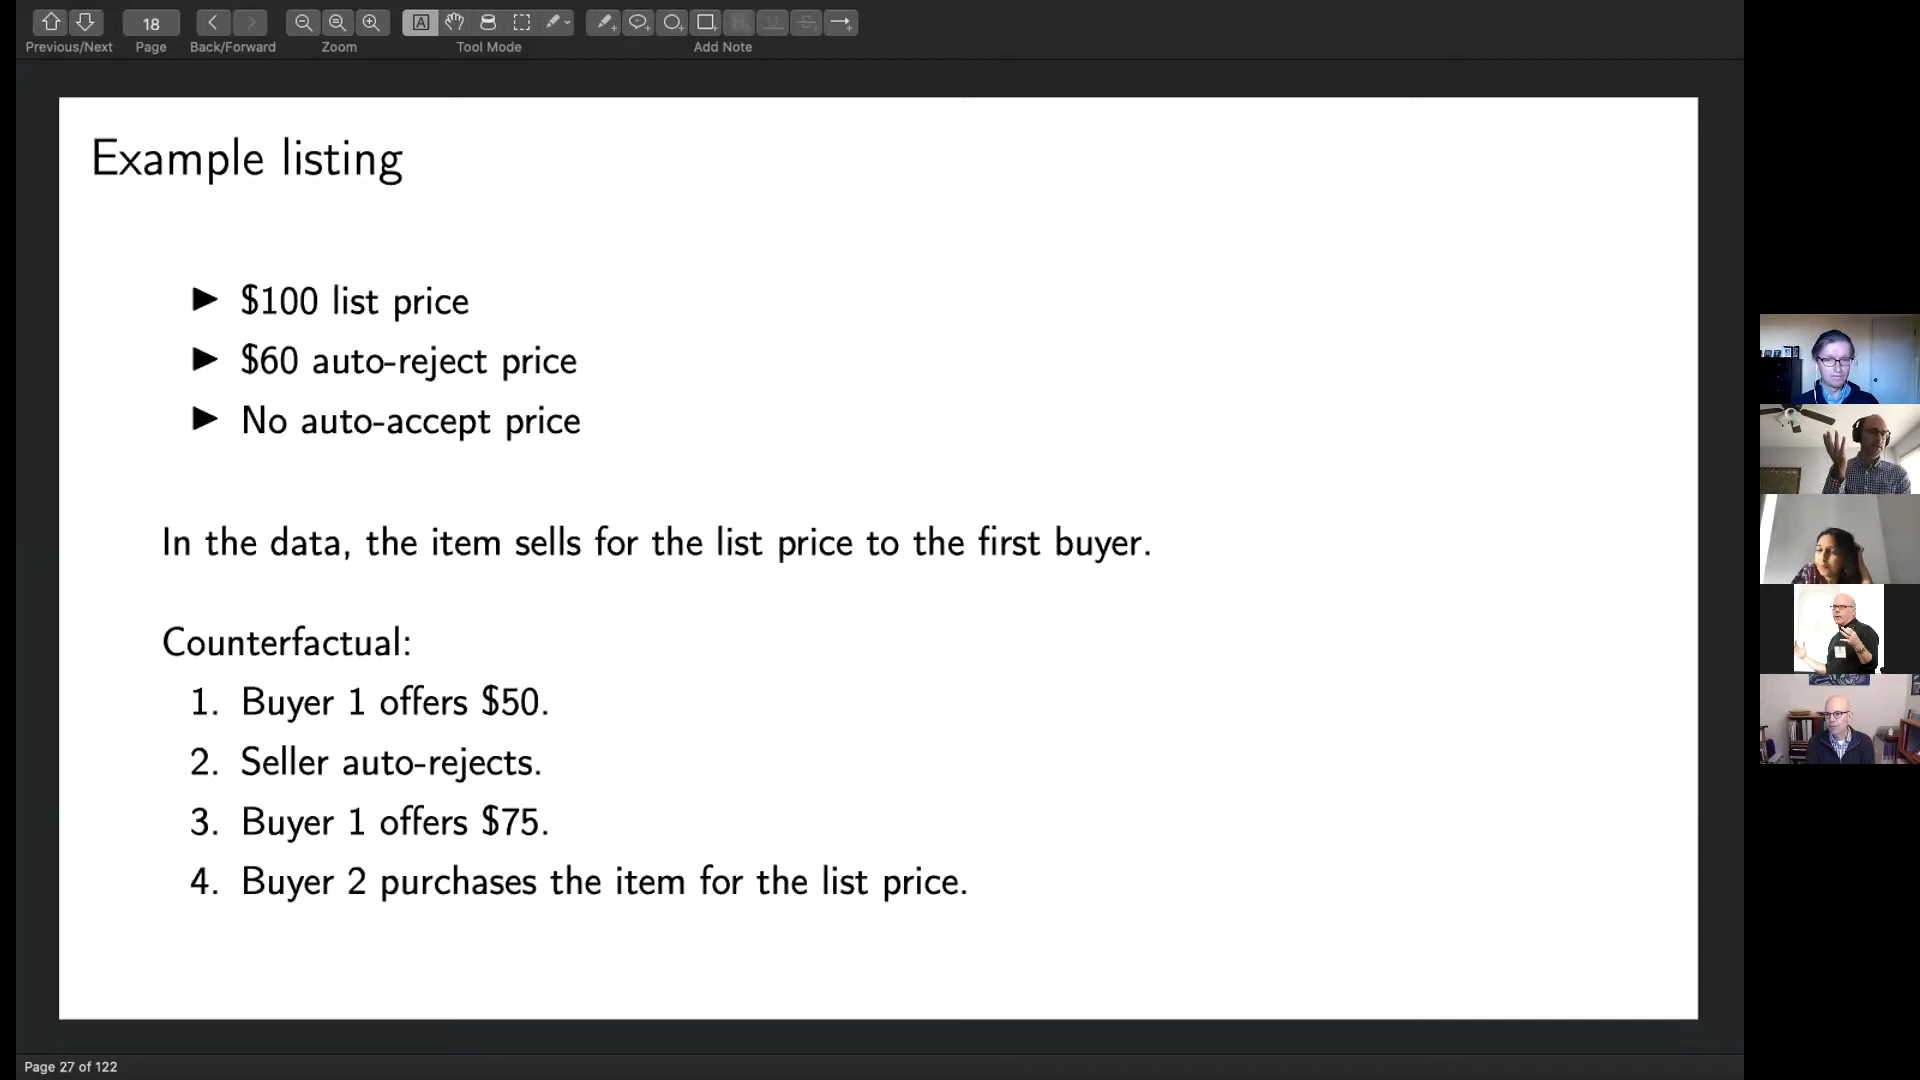 18
Previous/Next
Page
Back/Forward
Zoom
Tool Mode
Add Note
Example listing
▶ $100 list price
▶ $60 auto-reject price
▶ No auto-accept price
In the data, the item sells for the list price to the first buyer.
Counterfactual:
1. Buyer 1 offers $50.
2. Seller auto-rejects.
3. Buyer 1 offers $75.
4. Buyer 2 purchases the item for the list price.
Page 27 of 122